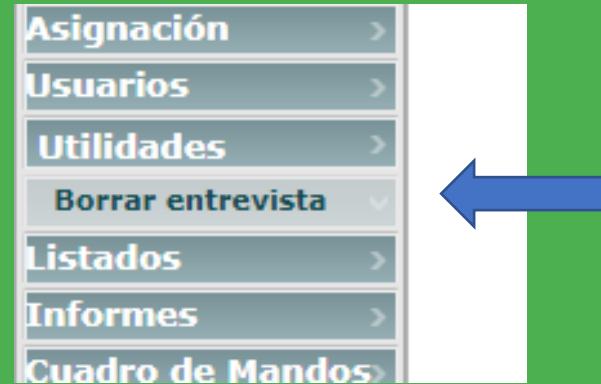 Asignación
Usuarios
Utilidades
Borrar entrevista
Listados
Informes
Cuadro de Mandos